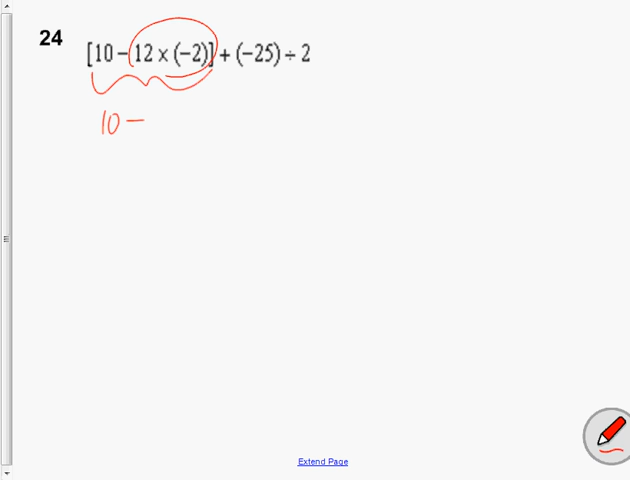 24
[10 − 12 × (−2)] + (−25) ÷ 2
10 −
Extend Page